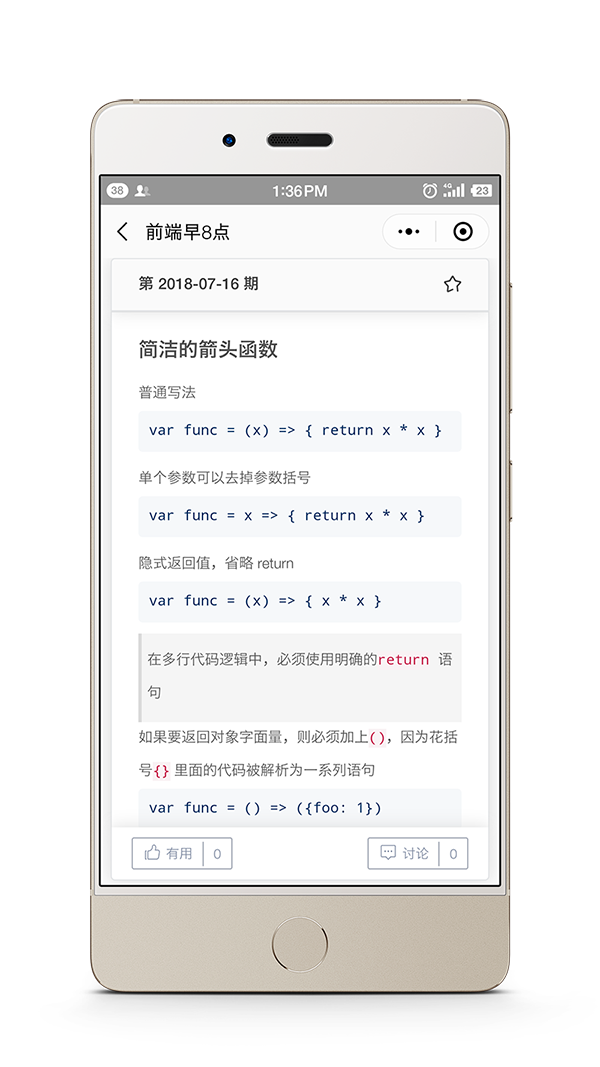 38 1:36PM 4G 23
前端早8点
第 2018-07-16 期
简洁的箭头函数
普通写法
var func = (x) => { return x * x }
单个参数可以去掉参数括号
var func = x => { return x * x }
隐式返回值，省略 return
var func = (x) => { x * x }
在多行代码逻辑中，必须使用明确的return 语
句
如果要返回对象字面量，则必须加上()，因为花括
号{} 里面的代码被解析为一系列语句
var func = () => ({foo: 1})
有用 0 讨论 0